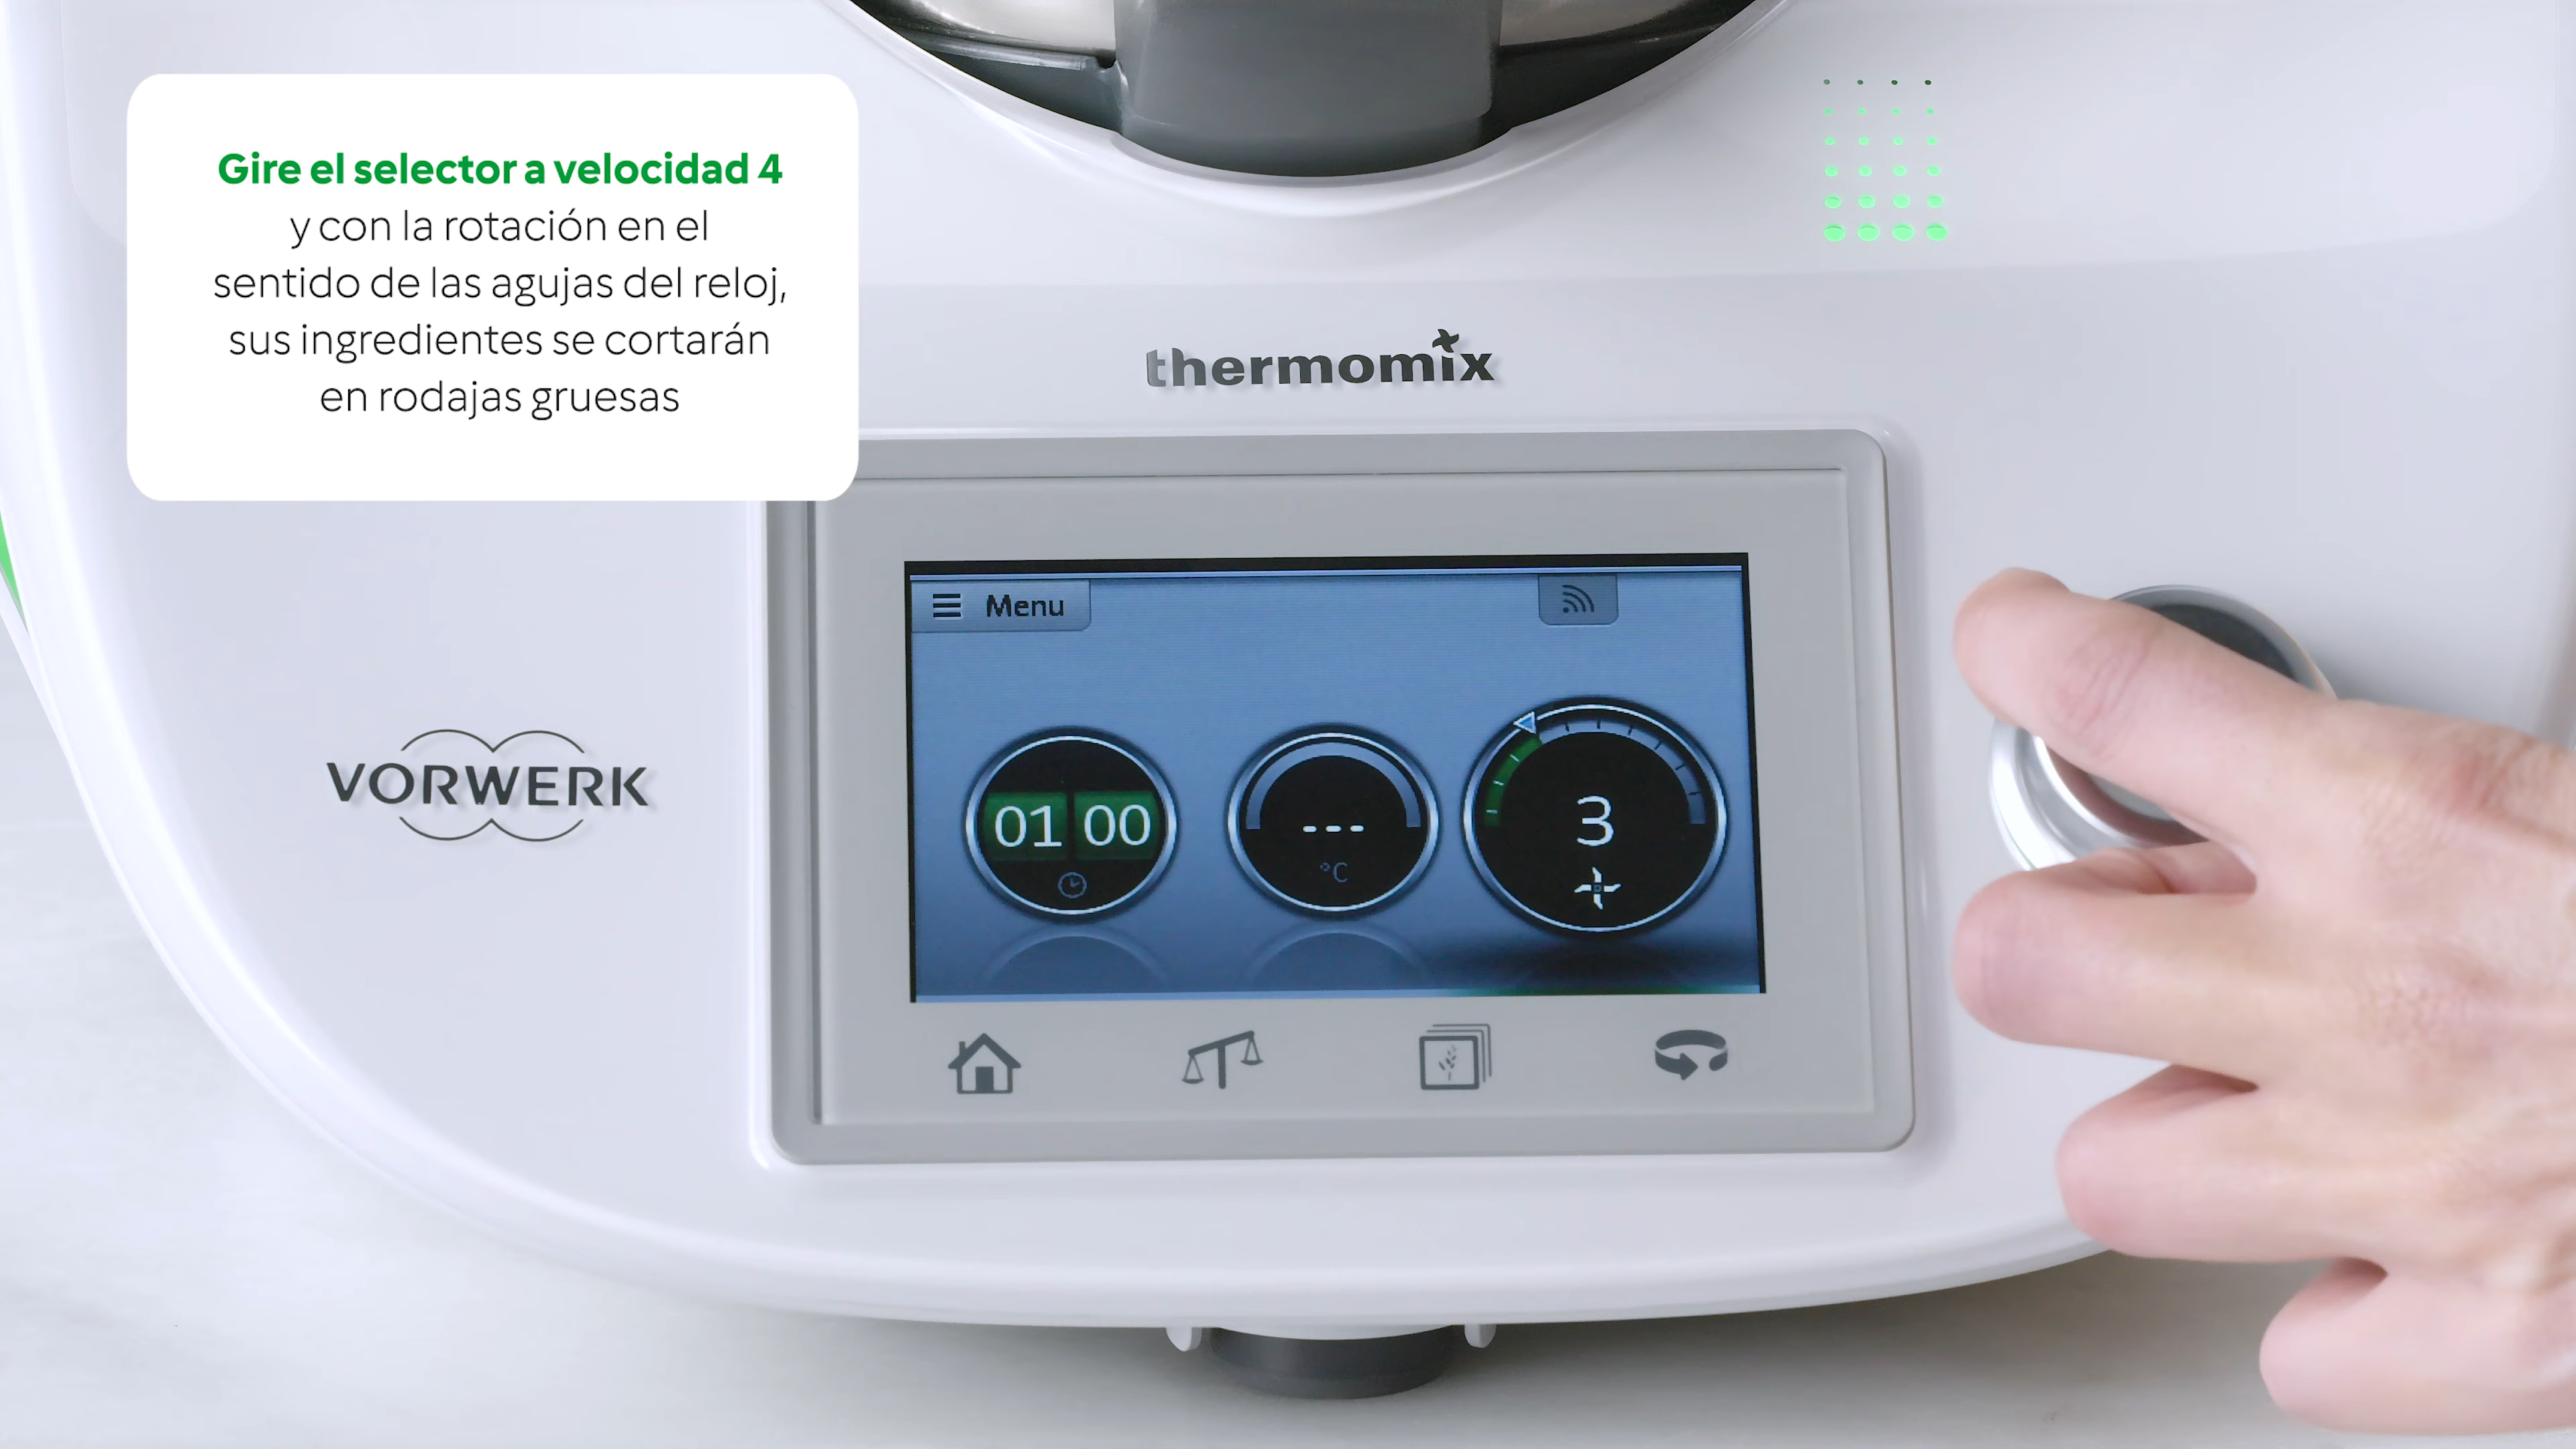 Gire el selector a velocidad 4
y con la rotación en el
sentido de las agujas del reloj,
sus ingredientes se cortarán
en rodajas gruesas
thermomix
Menu
VORWERK
01 00
---
°C
3